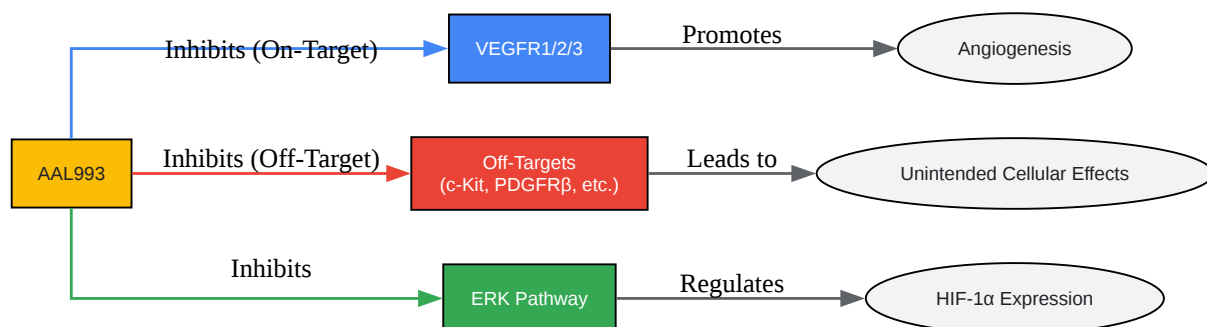 Inhibits (On-Target)
VEGFR1/2/3
Promotes
Angiogenesis
AAL993
Inhibits (Off-Target)
Off-Targets
(c-Kit, PDGFRβ, etc.)
Leads to
Unintended Cellular Effects
Inhibits
ERK Pathway
Regulates
HIF-1α Expression